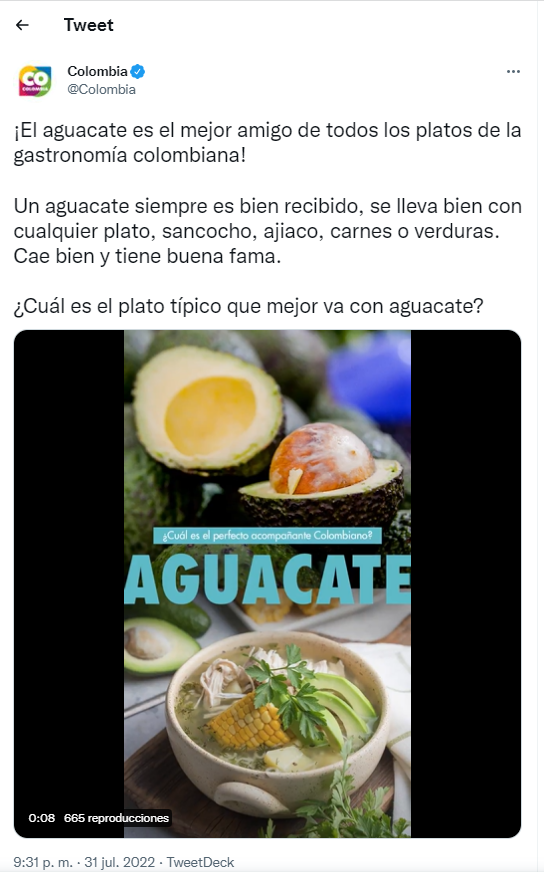 Tweet
CO
COLOMBIA
Colombia
@Colombia
¡El aguacate es el mejor amigo de todos los platos de la
gastronomía colombiana!
Un aguacate siempre es bien recibido, se lleva bien con
cualquier plato, sancocho, ajiaco, carnes o verduras.
Cae bien y tiene buena fama.
¿Cuál es el plato típico que mejor va con aguacate?
¿Cuál es el perfecto acompañante Colombiano?
AGUACATE
0:08 665 reproducciones
9:31 p. m. · 31 jul. 2022 · TweetDeck